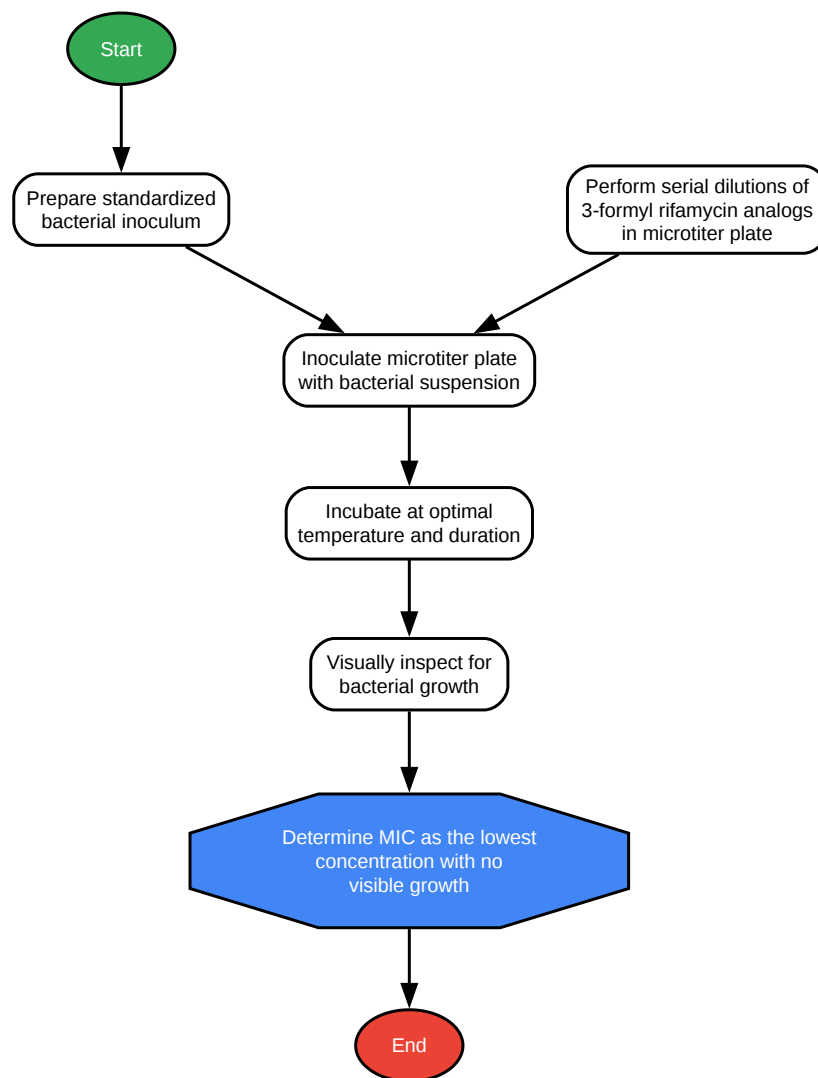 Start
Prepare standardized
bacterial inoculum
Perform serial dilutions of
3-formyl rifamycin analogs
in microtiter plate
Inoculate microtiter plate
with bacterial suspension
Incubate at optimal
temperature and duration
Visually inspect for
bacterial growth
Determine MIC as the lowest
concentration with no
visible growth
End